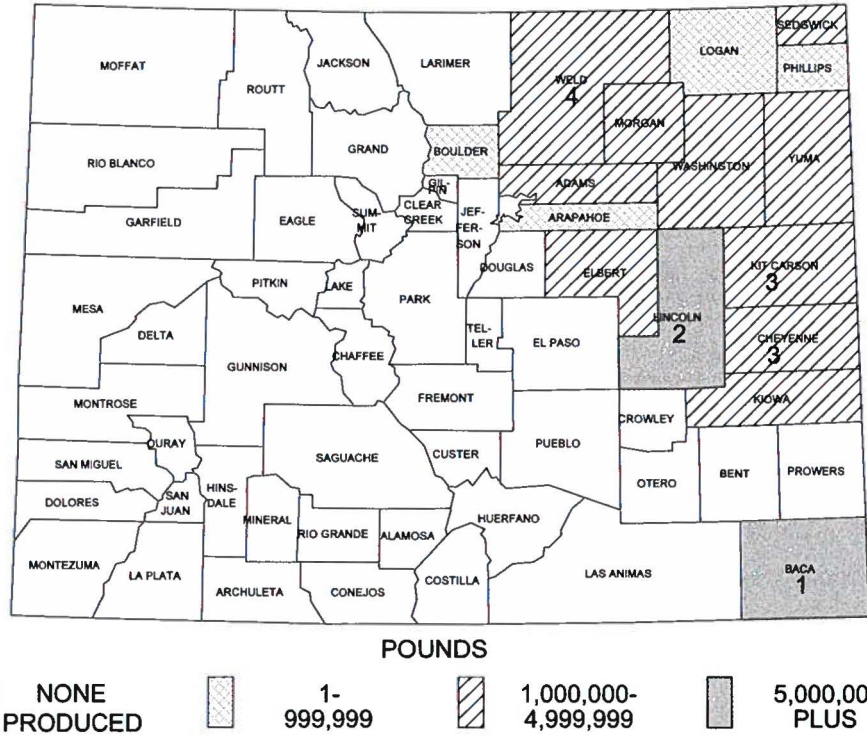 MOFFAT
ROUTT
JACKSON
LARIMER
WELD
4
LOGAN
SEDGWICK
PHILLIPS
MORGAN
RIO BLANCO
GRAND
BOULDER
WASHINGTON
YUMA
GIL-
PIN
ADAMS
GARFIELD
EAGLE
SUM-
MIT
CLEAR
CREEK
JEF-
FER-
SON
ARAPAHOE
DOUGLAS
ELBERT
KIT CARSON
3
PITKIN
LAKE
PARK
MESA
DELTA
LINCOLN
2
TEL-
LER
EL PASO
CHEYENNE
3
GUNNISON
CHAFFEE
MONTROSE
FREMONT
KIOWA
CROWLEY
OURAY
SAN MIGUEL
SAGUACHE
CUSTER
PUEBLO
OTERO
BENT
PROWERS
DOLORES
SAN
JUAN
HINS-
DALE
MINERAL
RIO GRANDE
ALAMOSA
HUERFANO
MONTEZUMA
LA PLATA
ARCHULETA
CONEJOS
COSTILLA
LAS ANIMAS
BACA
1
POUNDS
NONE
PRODUCED
1-
999,999
1,000,000-
4,999,999
5,000,00
PLUS